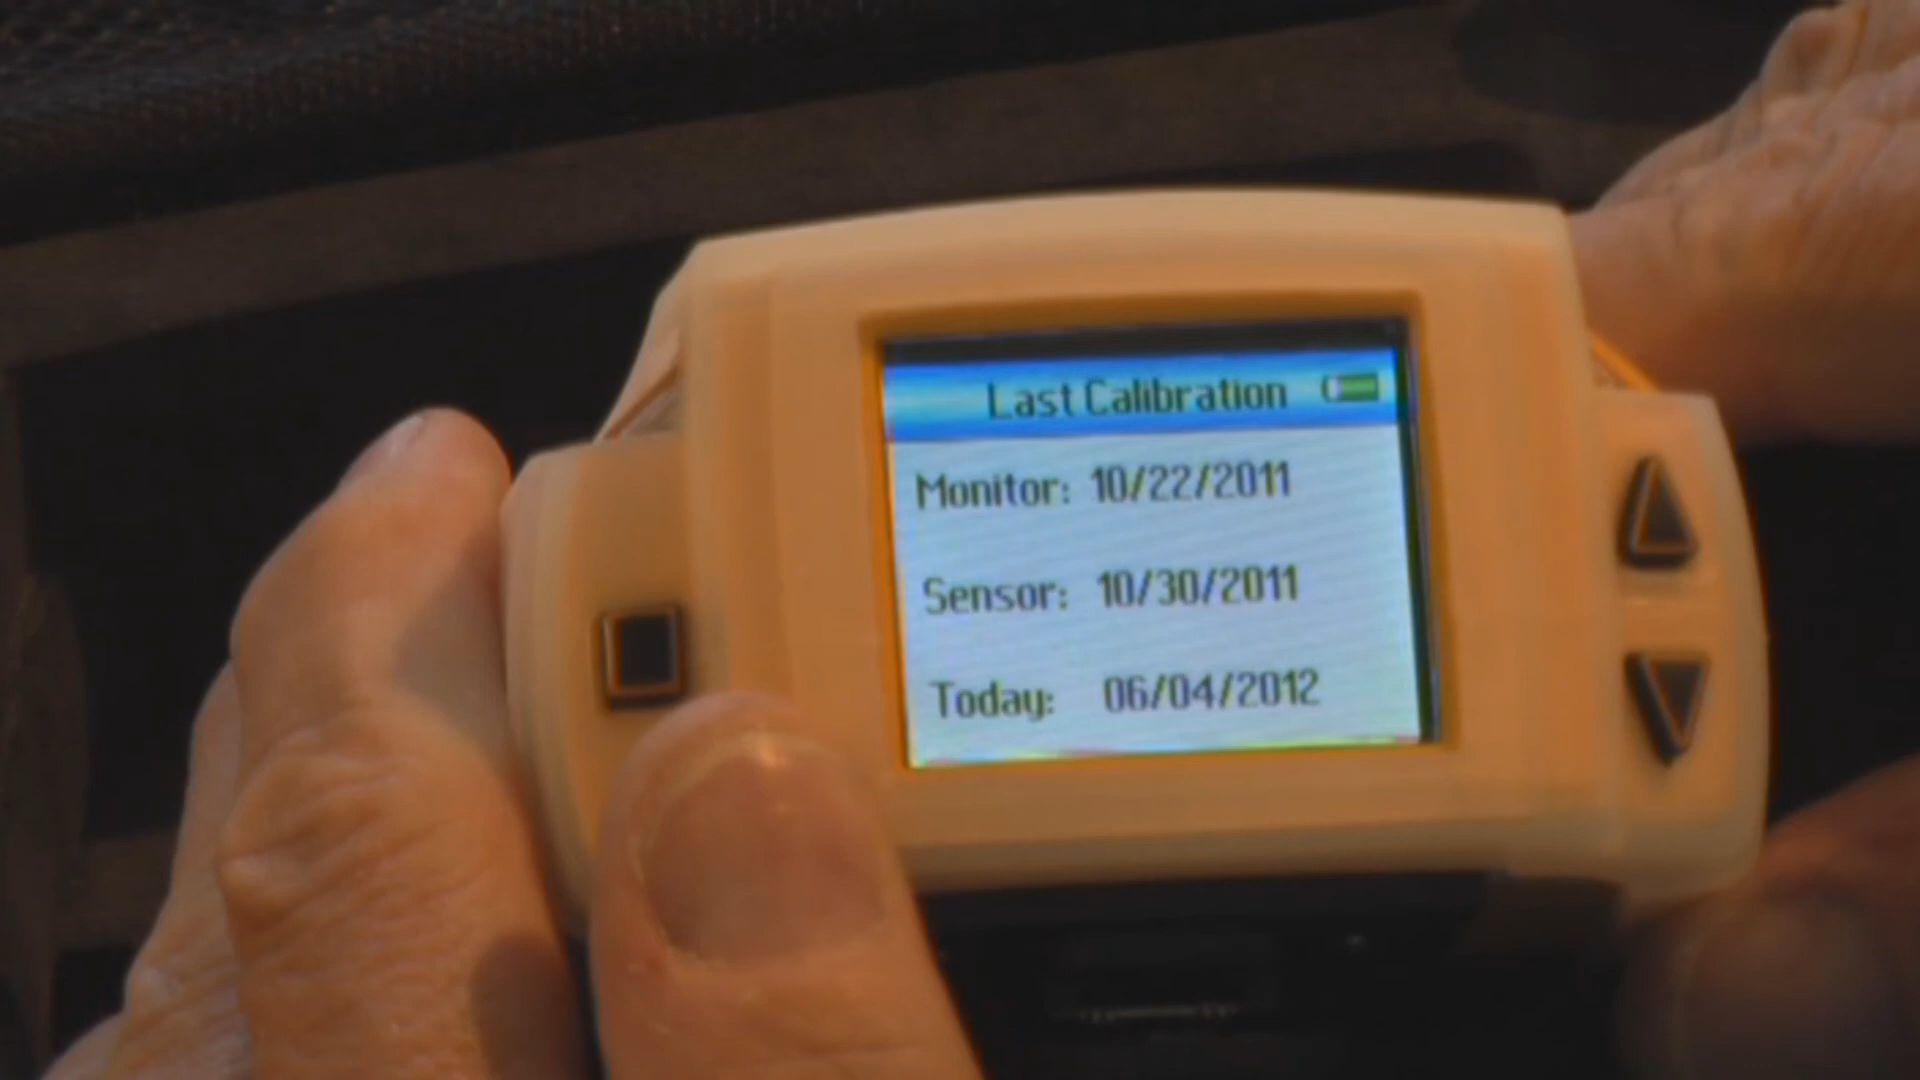 Last Calibration
Monitor: 10/22/2011
Sensor: 10/30/2011
Today: 06/04/2012